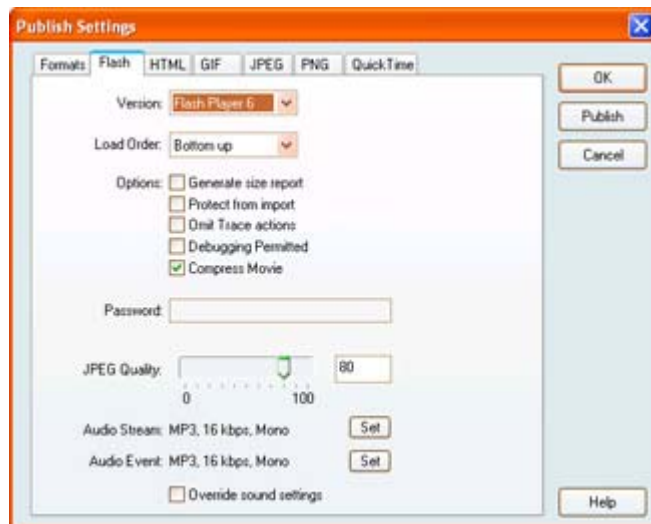 Publish Settings
Formats Flash HTML GIF JPEG PNG QuickTime
OK
Publish
Cancel
Version: Flash Player 6
Load Order: Bottom up
Options: Generate size report
Protect from import
Omit Trace actions
Debugging Permitted
Compress Movie
Password:
JPEG Quality: 80
0 100
Audio Stream: MP3, 16 kbps, Mono Set
Audio Event: MP3, 16 kbps, Mono Set
Override sound settings
Help